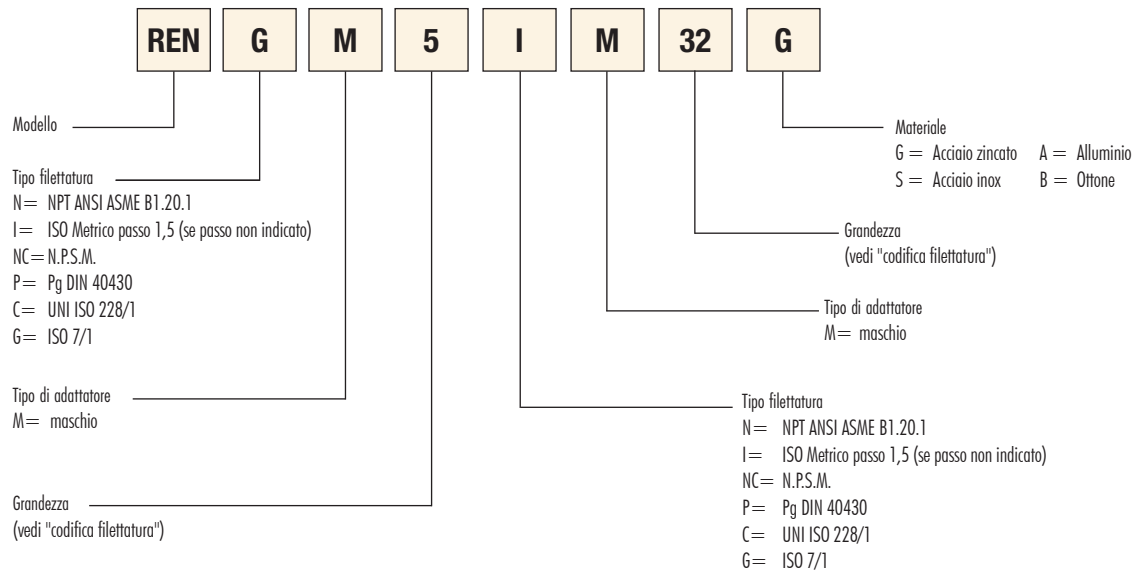 REN G M 5 I M 32 G
Modello
Tipo filettatura
N= NPT ANSI ASME B1.20.1
I= ISO Metrico passo 1,5 (se passo non indicato)
NC=N.P.S.M.
P= Pg DIN 40430
C= UNI ISO 228/1
G= ISO 7/1
Tipo di adattatore
M= maschio
Grandezza
(vedi "codifica filettatura")
Materiale
G = Acciaio zincato A = Alluminio
S = Acciaio inox B = Ottone
Grandezza
(vedi "codifica filettatura")
Tipo di adattatore
M= maschio
Tipo filettatura
N= NPT ANSI ASME B1.20.1
I= ISO Metrico passo 1,5 (se passo non indicato)
NC= N.P.S.M.
P= Pg DIN 40430
C= UNI ISO 228/1
G= ISO 7/1